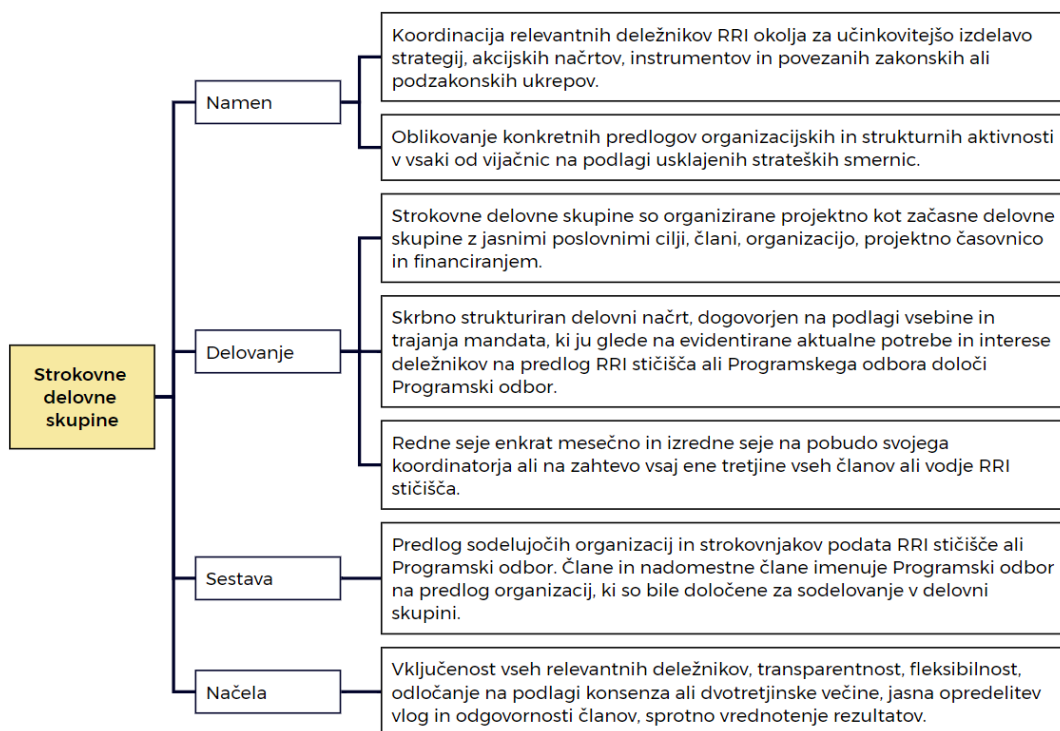 Strokovne
delovne
skupine
Namen
Koordinacija relevantnih deležnikov RRI okolja za učinkovitejšo izdelavo
strategij, akcijskih načrtov, instrumentov in povezanih zakonskih ali
podzakonskih ukrepov.
Oblikovanje konkretnih predlogov organizacijskih in strukturnih aktivnosti
v vsaki od vijačnic na podlagi usklajenih strateških smernic.
Delovanje
Strokovne delovne skupine so organizirane projektno kot začasne delovne
skupine z jasnimi poslovnimi cilji, člani, organizacijo, projektno časovnico
in financiranjem.
Skrbno strukturiran delovni načrt, dogovorjen na podlagi vsebine in
trajanja mandata, ki ju glede na evidentirane aktualne potrebe in interese
deležnikov na predlog RRI stičišča ali Programskega odbora določi
Programski odbor.
Redne seje enkrat mesečno in izredne seje na pobudo svojega
koordinatorja ali na zahtevo vsaj ene tretjine vseh članov ali vodje RRI
stičišča.
Sestava
Predlog sodelujočih organizacij in strokovnjakov podata RRI stičišče ali
Programski odbor. Člane in nadomestne člane imenuje Programski odbor
na predlog organizacij, ki so bile določene za sodelovanje v delovni
skupini.
Načela
Vključenost vseh relevantnih deležnikov, transparentnost, fleksibilnost,
odločanje na podlagi konsenza ali dvotretjinske večine, jasna opredelitev
vlog in odgovornosti članov, sprotno vrednotenje rezultatov.